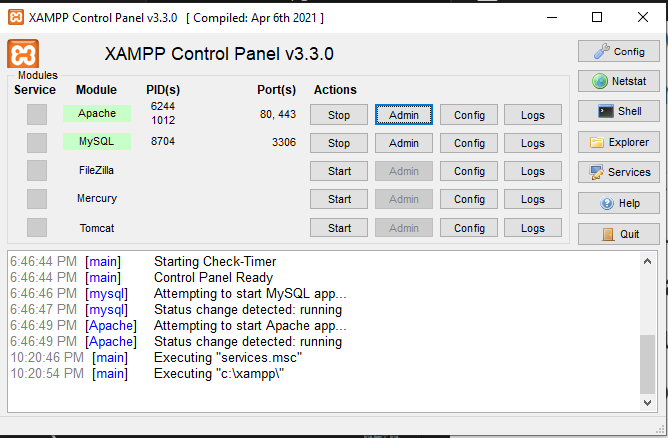 XAMPP Control Panel v3.3.0 [ Compiled: Apr 6th 2021 ]
XAMPP Control Panel v3.3.0
Config
Modules
Service Module PID(s) Port(s) Actions
Netstat
Apache 6244 1012 80, 443 Stop Admin Config Logs
Shell
MySQL 8704 3306 Stop Admin Config Logs
Explorer
FileZilla Start Admin Config Logs
Services
Mercury Start Admin Config Logs
Help
Tomcat Start Admin Config Logs
Quit
6:46:44 PM [main] Starting Check-Timer
6:46:44 PM [main] Control Panel Ready
6:46:46 PM [mysql] Attempting to start MySQL app...
6:46:47 PM [mysql] Status change detected: running
6:46:49 PM [Apache] Attempting to start Apache app...
6:46:49 PM [Apache] Status change detected: running
10:20:46 PM [main] Executing "services.msc"
10:20:54 PM [main] Executing "c:\xampp\"